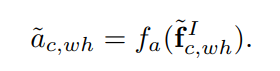 ã_{c,wh} = f_a(f̃^I_{c,wh}).